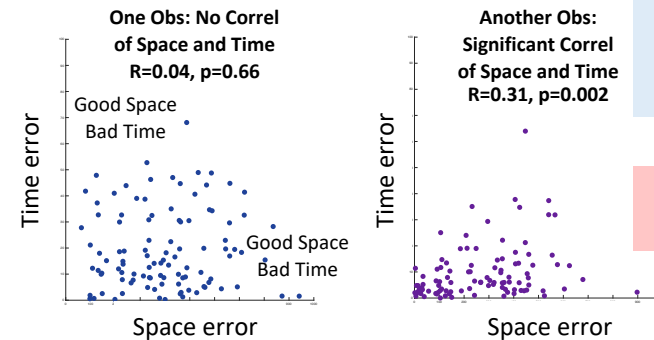 One Obs: No Correl
of Space and Time
R=0.04, p=0.66
Good Space
Bad Time
Time error
Good Space
Bad Time
Space error
Another Obs:
Significant Correl
of Space and Time
R=0.31, p=0.002
Time error
Space error